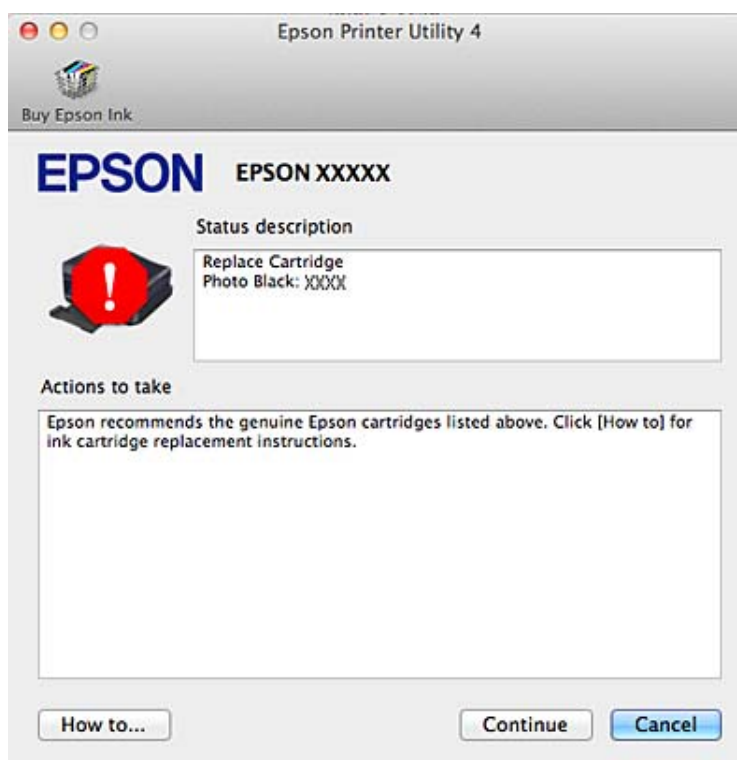 Epson Printer Utility 4
Buy Epson Ink
EPSON EPSON XXXXX
Status description
Replace Cartridge
Photo Black: XXXX
Actions to take
Epson recommends the genuine Epson cartridges listed above. Click [How to] for
ink cartridge replacement instructions.
How to... Continue Cancel